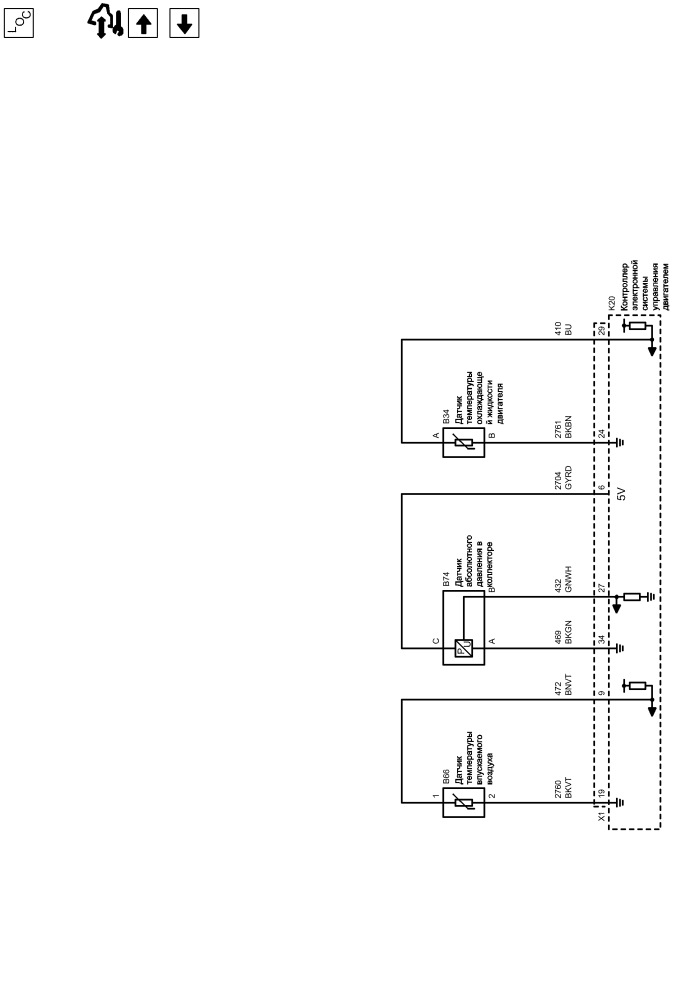 LOC
K20
Контроллер
электронной
системы
управления
двигателем
410
BU
29
A
B34
Датчик
температуры
охлаждающе
й жидкости
двигателя
B
2761
BKBN
24
2704
GYRD
6
5V
B74
Датчик
абсолютного
давления в
коллекторе
B
432
GNWH
27
C
P
U
A
469
BKGN
34
472
BNVT
9
1
B66
Датчик
температуры
впускаемого
воздуха
2
2760
BKVT
19
X1